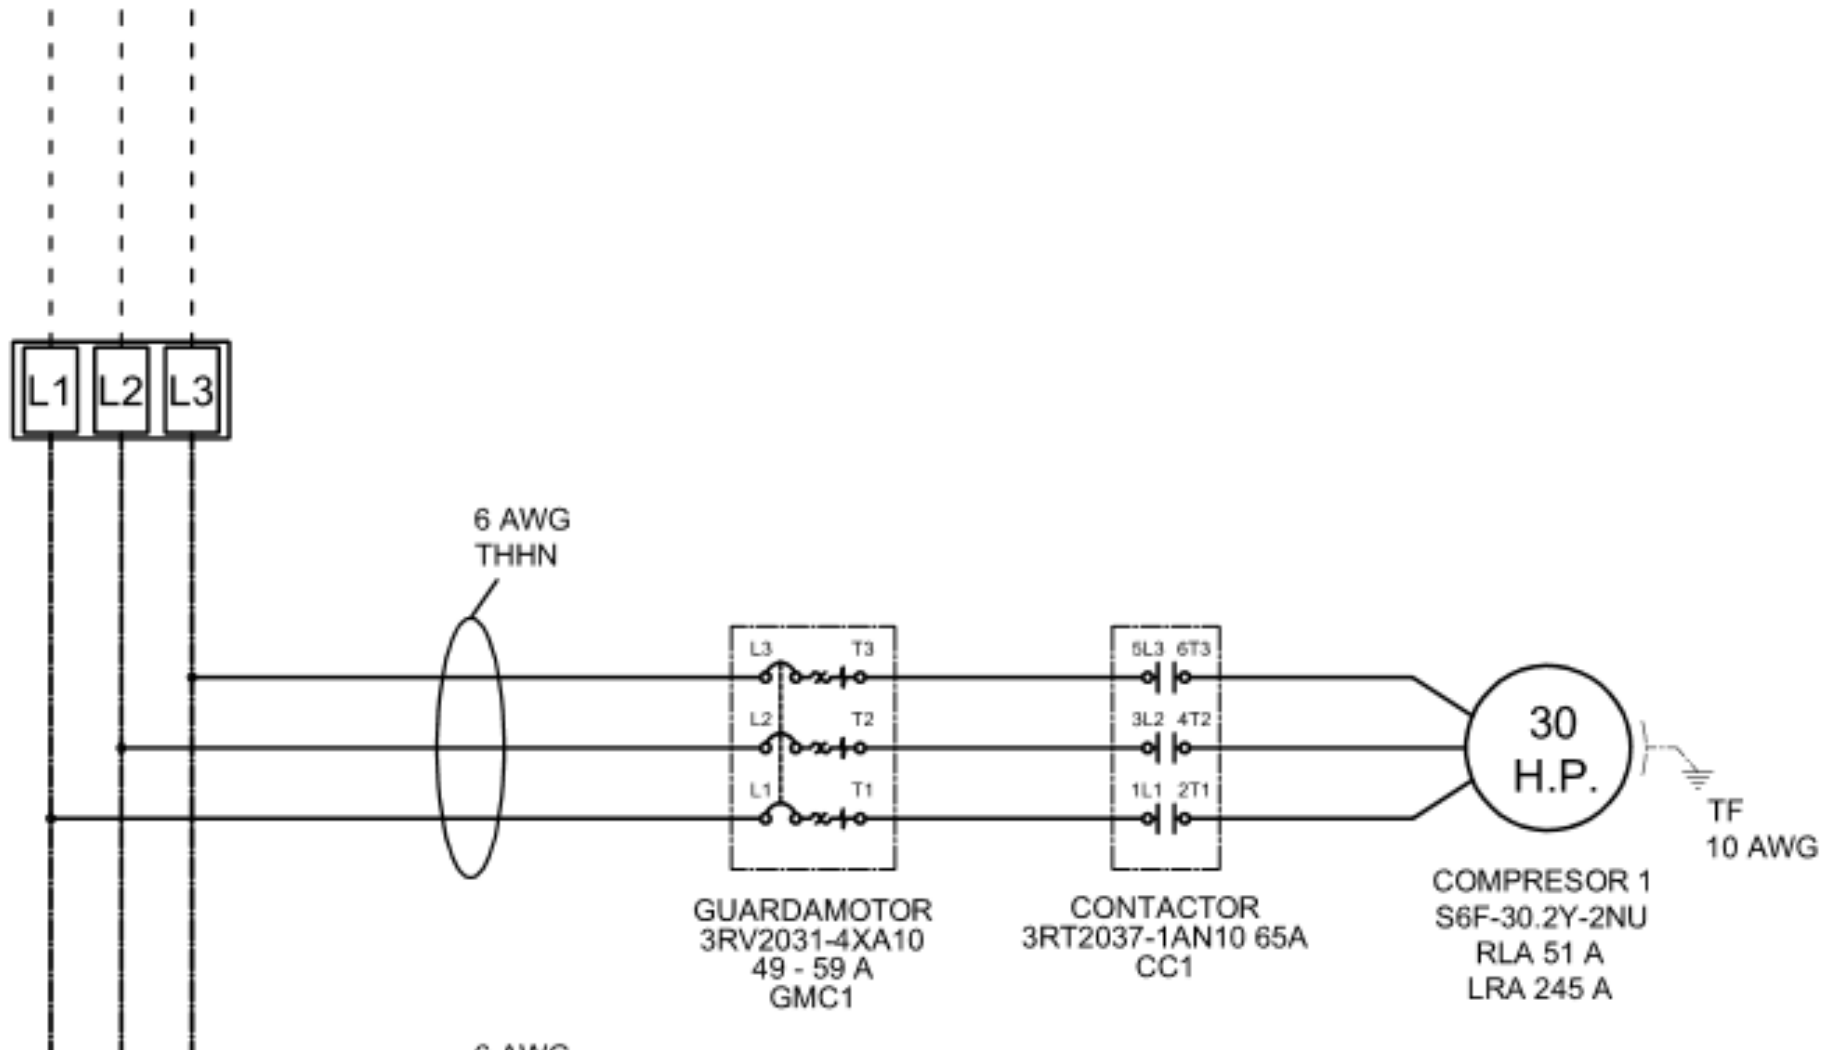 L1 L2 L3
6 AWG
THHN
L3 T3
5L3 6T3
L2 T2
3L2 4T2
L1 T1
1L1 2T1
30
H.P.
TF
10 AWG
GUARDAMOTOR
3RV2031-4XA10
49 - 59 A
GMC1
CONTACTOR
3RT2037-1AN10 65A
CC1
COMPRESOR 1
S6F-30.2Y-2NU
RLA 51 A
LRA 245 A
6 AWG